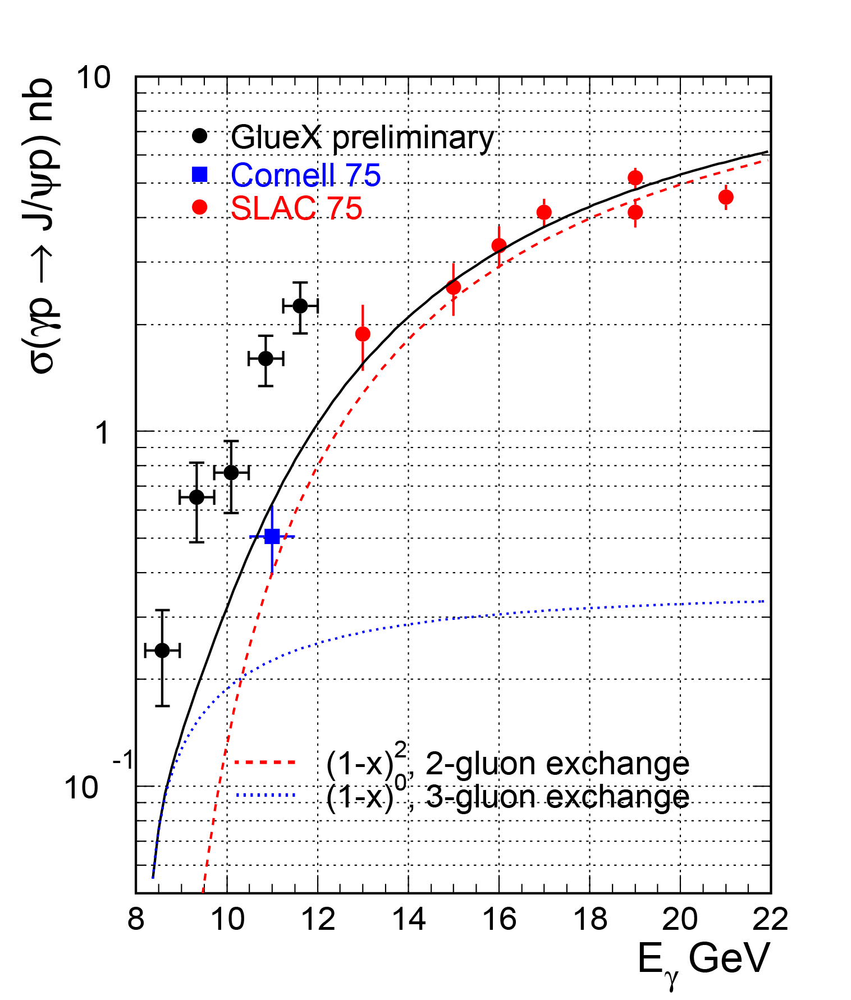 10
σ(γp → J/ψp) nb
GlueX preliminary
Cornell 75
SLAC 75
1
10-1
(1-x)2, 2-gluon exchange
(1-x)0, 3-gluon exchange
8 10 12 14 16 18 20 22
Eγ GeV